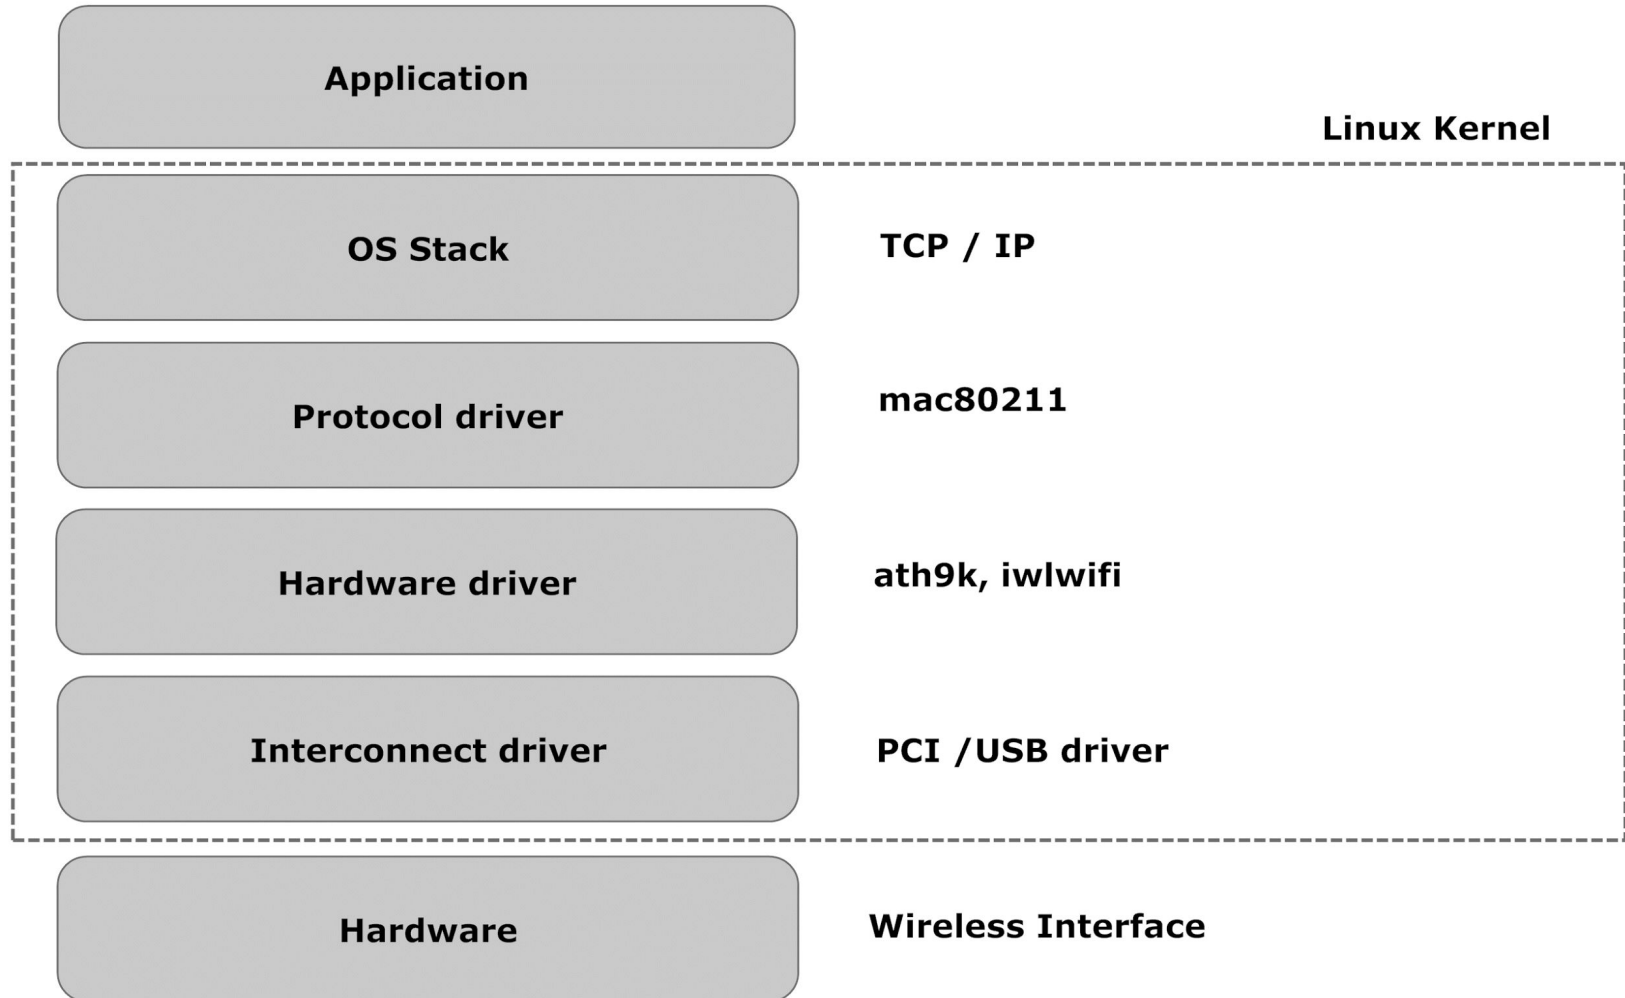 Application
Linux Kernel
OS Stack
TCP / IP
Protocol driver
mac80211
Hardware driver
ath9k, iwlwifi
Interconnect driver
PCI /USB driver
Hardware
Wireless Interface